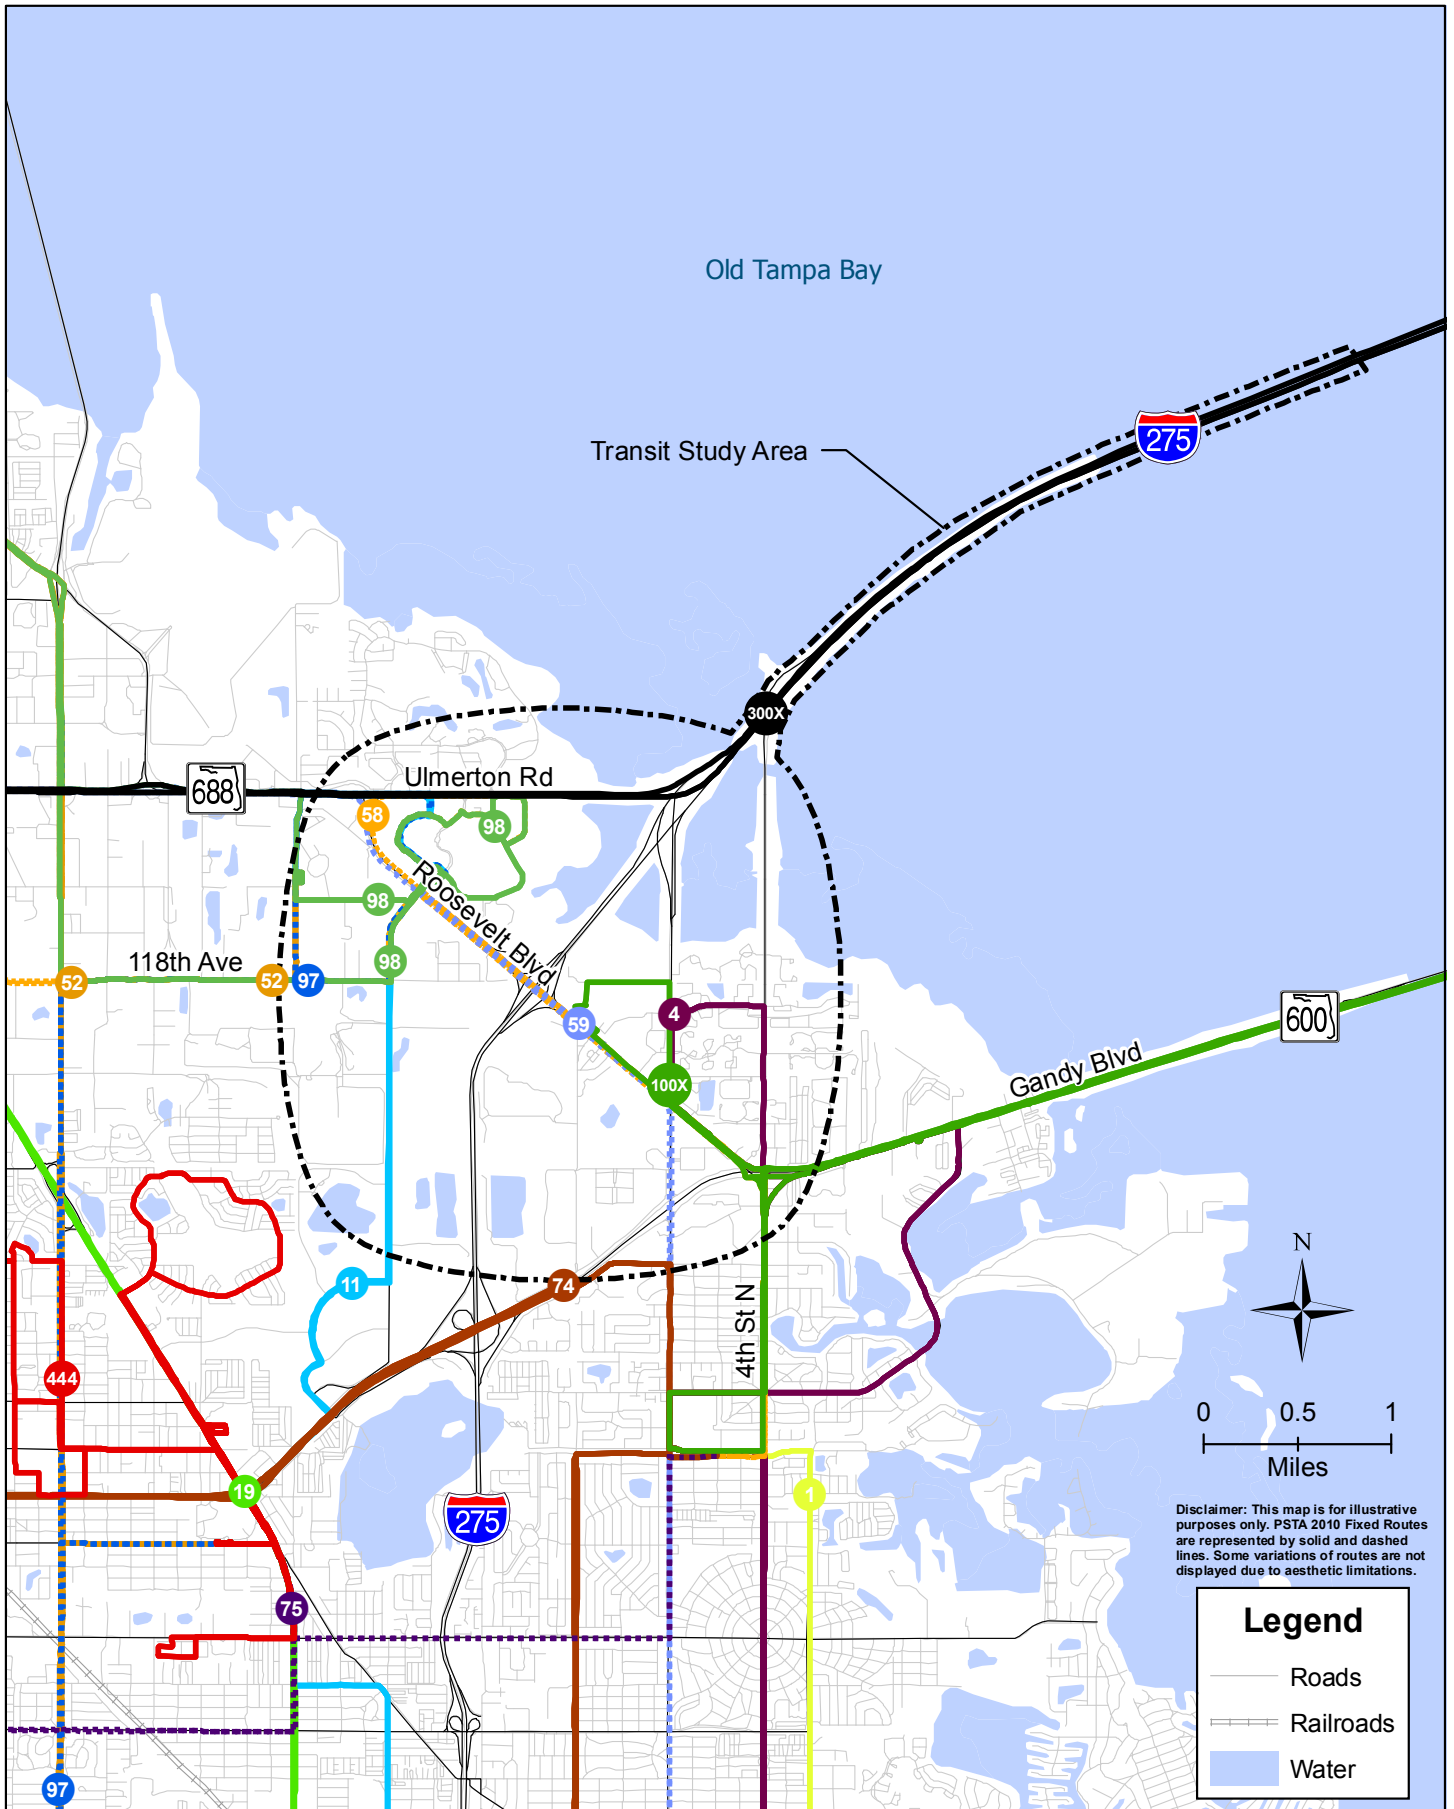 Old Tampa Bay
275
Transit Study Area
300X
Ulmerton Rd
688
58
98
Roosevelt Blvd
98
118th Ave
98
52
52
97
59
4
600
Gandy Blvd
100X
N
11
74
4th St N
444
0 0.5 1
Miles
19
1
275
Disclaimer: This map is for illustrative
purposes only. PSTA 2010 Fixed Routes
are represented by solid and dashed
lines. Some variations of routes are not
displayed due to aesthetic limitations.
75
Legend
Roads
Railroads
Water
97